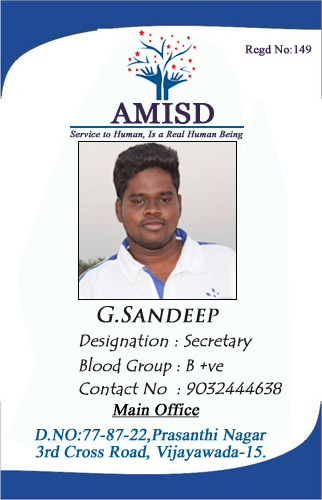 Regd No:149
AMISD
Service to Human, Is a Real Human Being
G.SANDEEP
Designation : Secretary
Blood Group : B +ve
Contact No : 9032444638
Main Office
D.NO:77-87-22,Prasanthi Nagar
3rd Cross Road, Vijayawada-15.